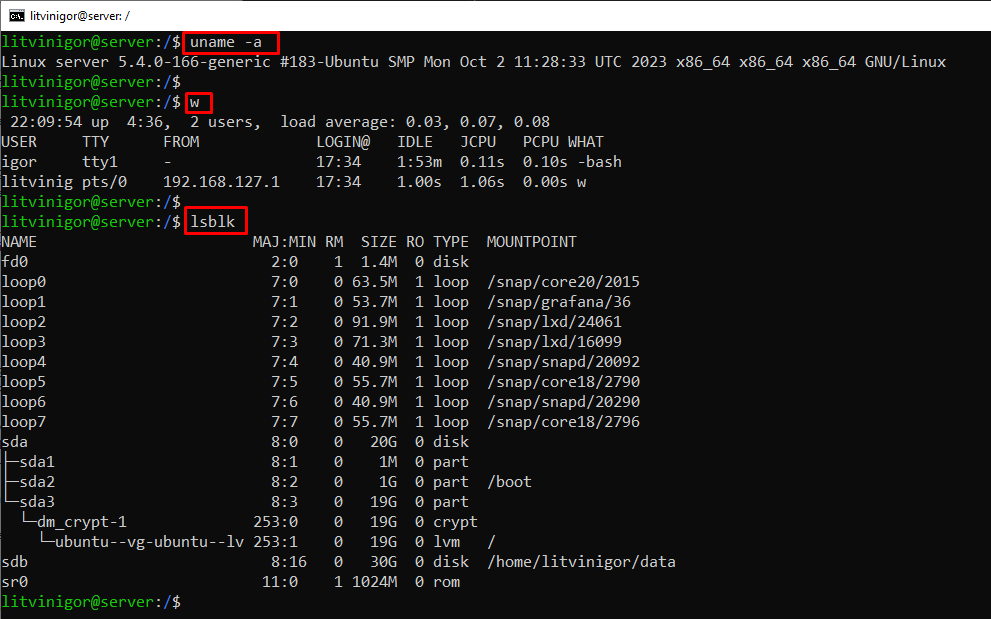 litvinigor@server: /
litvinigor@server:/$ uname -a
Linux server 5.4.0-166-generic #183-Ubuntu SMP Mon Oct 2 11:28:33 UTC 2023 x86_64 x86_64 x86_64 GNU/Linux
litvinigor@server:/$
litvinigor@server:/$ w
 22:09:54 up  4:36,  2 users,  load average: 0.03, 0.07, 0.08
USER     TTY      FROM             LOGIN@   IDLE   JCPU   PCPU WHAT
igor     tty1     -                17:34    1:53m  0.11s  0.10s -bash
litvinig pts/0    192.168.127.1    17:34    1.00s  1.06s  0.00s w
litvinigor@server:/$
litvinigor@server:/$ lsblk
NAME                        MAJ:MIN RM  SIZE RO TYPE  MOUNTPOINT
fd0                           2:0    1  1.4M  0 disk
loop0                         7:0    0 63.5M  1 loop  /snap/core20/2015
loop1                         7:1    0 53.7M  1 loop  /snap/grafana/36
loop2                         7:2    0 91.9M  1 loop  /snap/lxd/24061
loop3                         7:3    0 71.3M  1 loop  /snap/lxd/16099
loop4                         7:4    0 40.9M  1 loop  /snap/snapd/20092
loop5                         7:5    0 55.7M  1 loop  /snap/core18/2790
loop6                         7:6    0 40.9M  1 loop  /snap/snapd/20290
loop7                         7:7    0 55.7M  1 loop  /snap/core18/2796
sda                           8:0    0   20G  0 disk
├─sda1                        8:1    0    1M  0 part
├─sda2                        8:2    0    1G  0 part  /boot
└─sda3                        8:3    0   19G  0 part
  └─dm_crypt-1              253:0    0   19G  0 crypt
    └─ubuntu--vg-ubuntu--lv 253:1    0   19G  0 lvm   /
sdb                           8:16   0   30G  0 disk  /home/litvinigor/data
sr0                          11:0    1 1024M  0 rom
litvinigor@server:/$